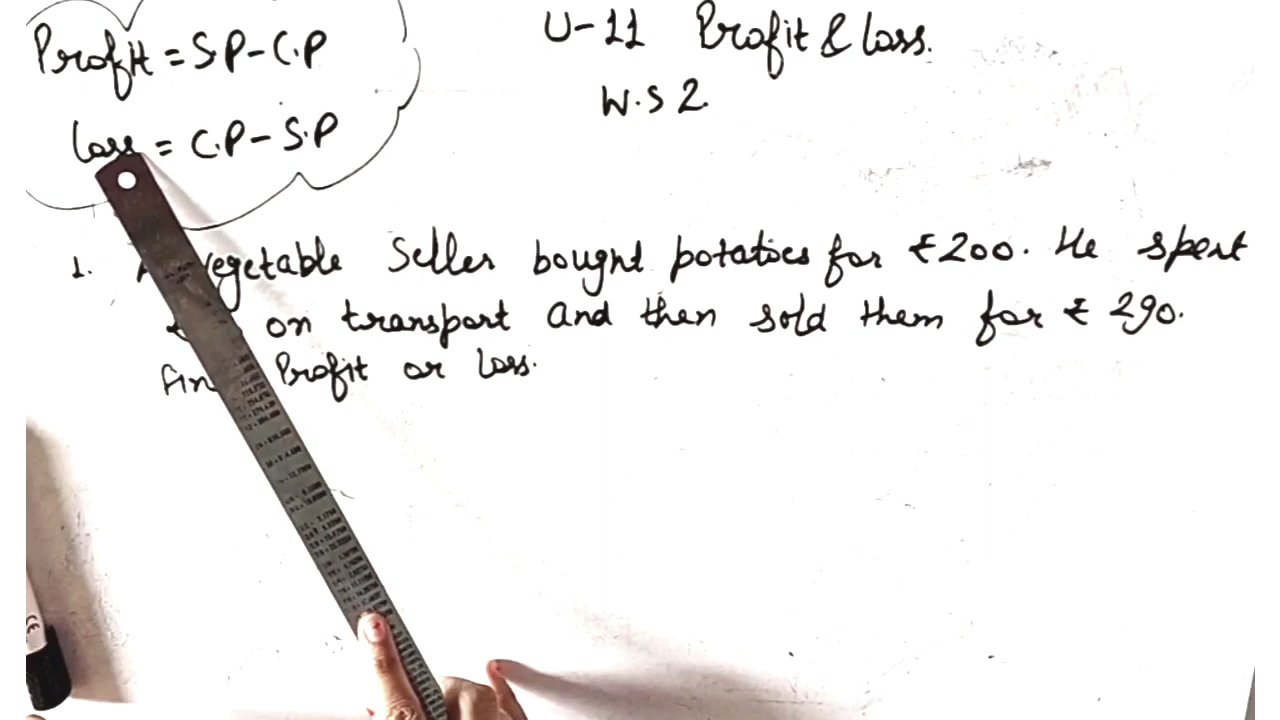 Profit = S.P - C.P
Loss = C.P - S.P
U-11 Profit & Loss.
W.S 2.
1. vegetable Seller bought potatoes for ₹200. He spent
on transport and then sold them for ₹ 290.
Profit or Loss.